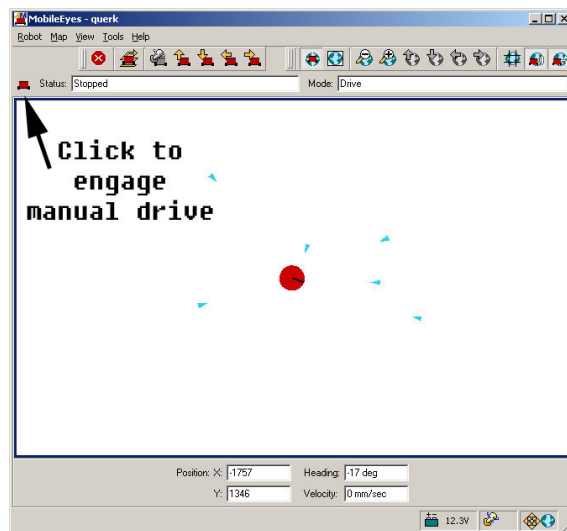 MobileEyes - querk
Robot Map View Tools Help
Status: Stopped Mode: Drive
Click to
engage
manual drive
Position: X: -1757 Heading: -17 deg
Y: 1346 Velocity: 0 mm/sec
12.3V